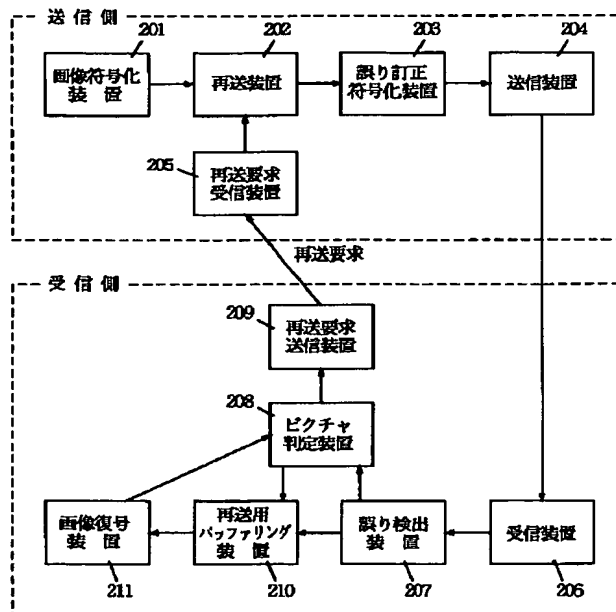 送信側
201
202
203
204
画像符号化
装置
再送装置
誤り訂正
符号化装置
送信装置
205
再送要求
受信装置
再送要求
受信側
209
再送要求
送信装置
208
ピクチャ
判定装置
画像復号
装置
再送用
バッファリング
装置
誤り検出
装置
受信装置
211
210
207
206